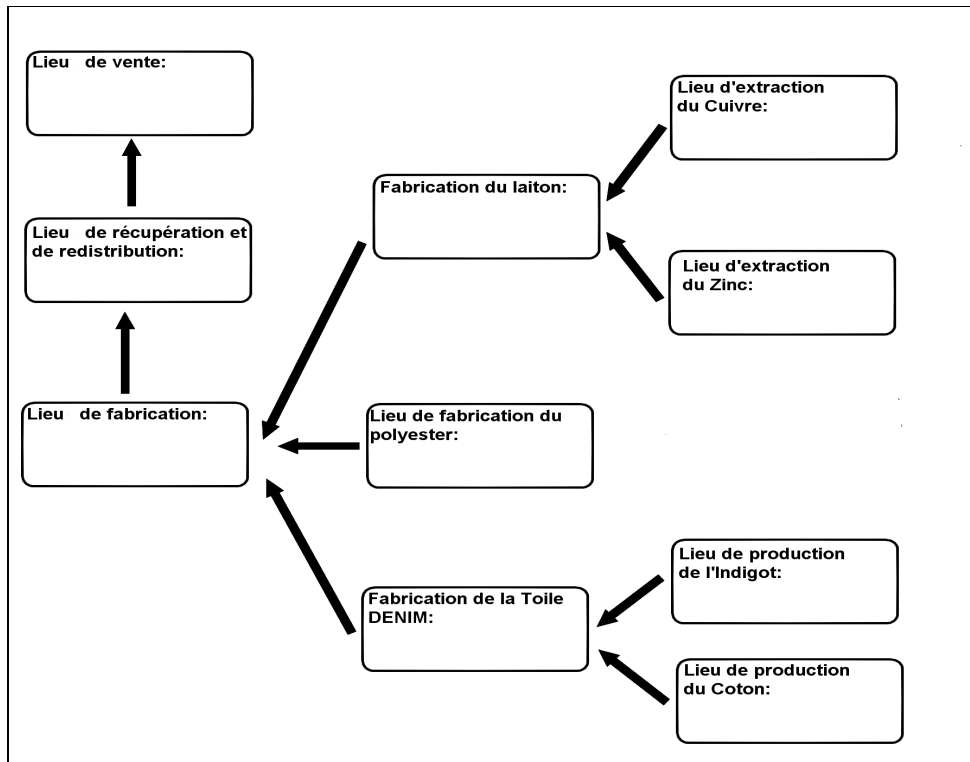 Lieu de vente:
Lieu d'extraction
du Cuivre:
Fabrication du laiton:
Lieu de récupération et
de redistribution:
Lieu d'extraction
du Zinc:
Lieu de fabrication:
Lieu de fabrication du
polyester:
Lieu de production
de l'Indigot:
Fabrication de la Toile
DENIM:
Lieu de production
du Coton: